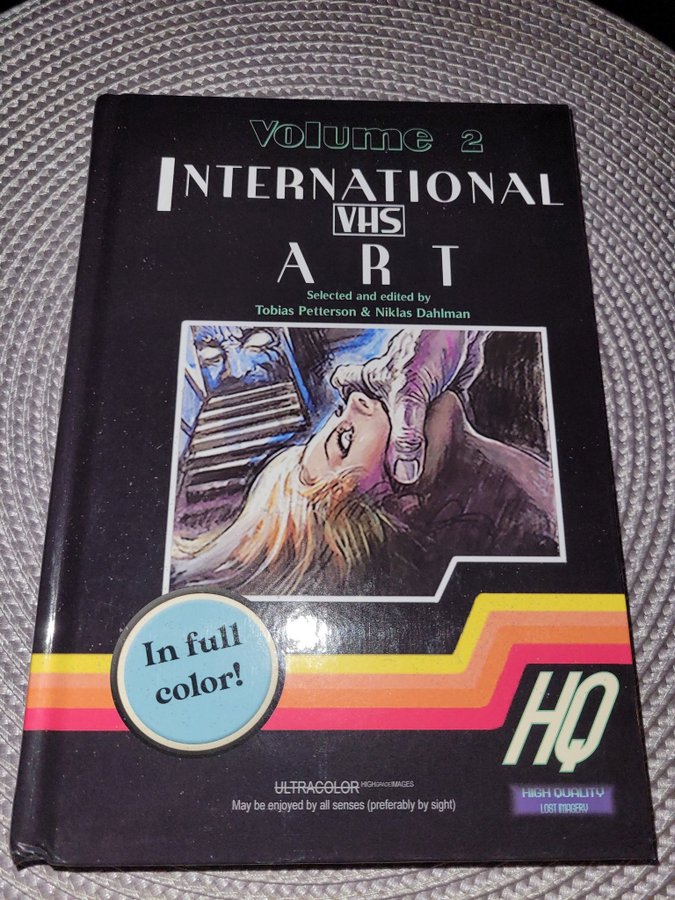 Volume 2
INTERNATIONAL
VHS
ART
Selected and edited by
Tobias Petterson & Niklas Dahlman
In full
color!
HQ
ULTRACOLOR HIGHGRADEIMAGES
May be enjoyed by all senses (preferably by sight)
HIGH QUALITY
LOST IMAGERY